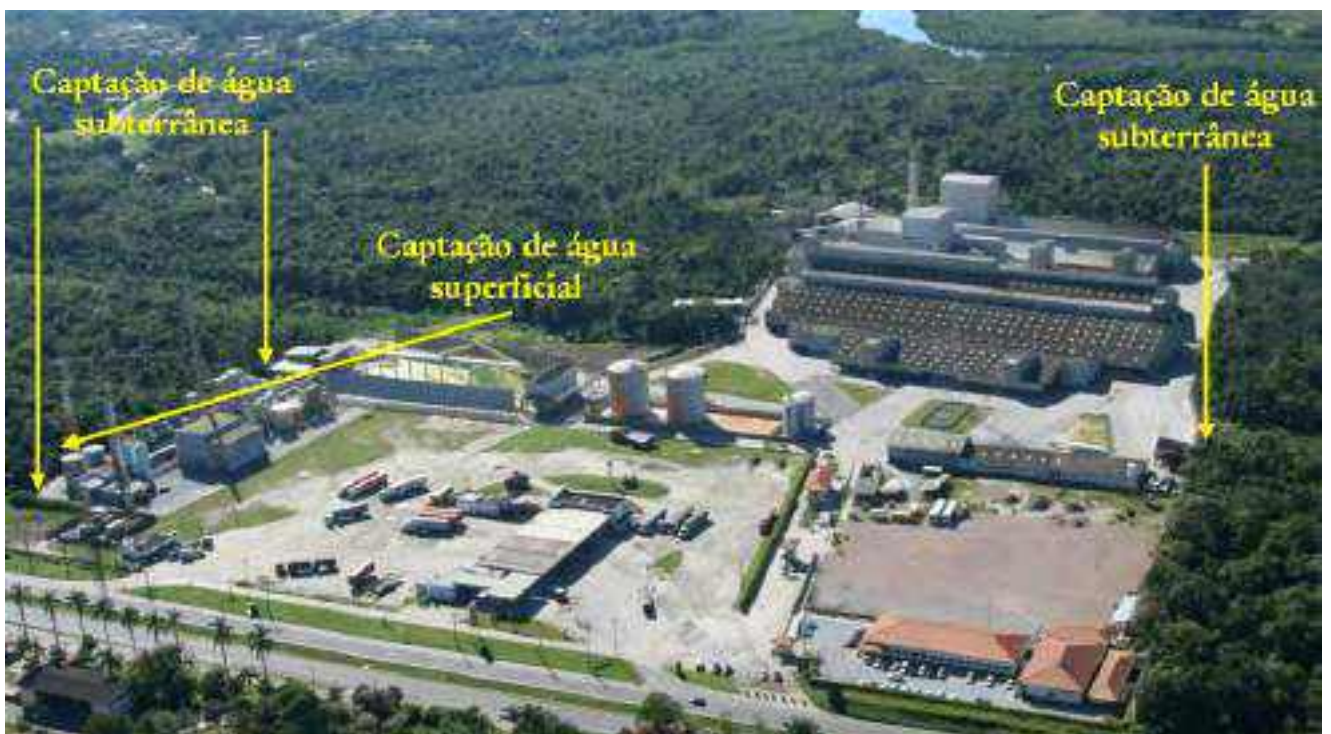 Captação de água
subterrânea
Captação de água
superficial
Captação de água
subterrânea